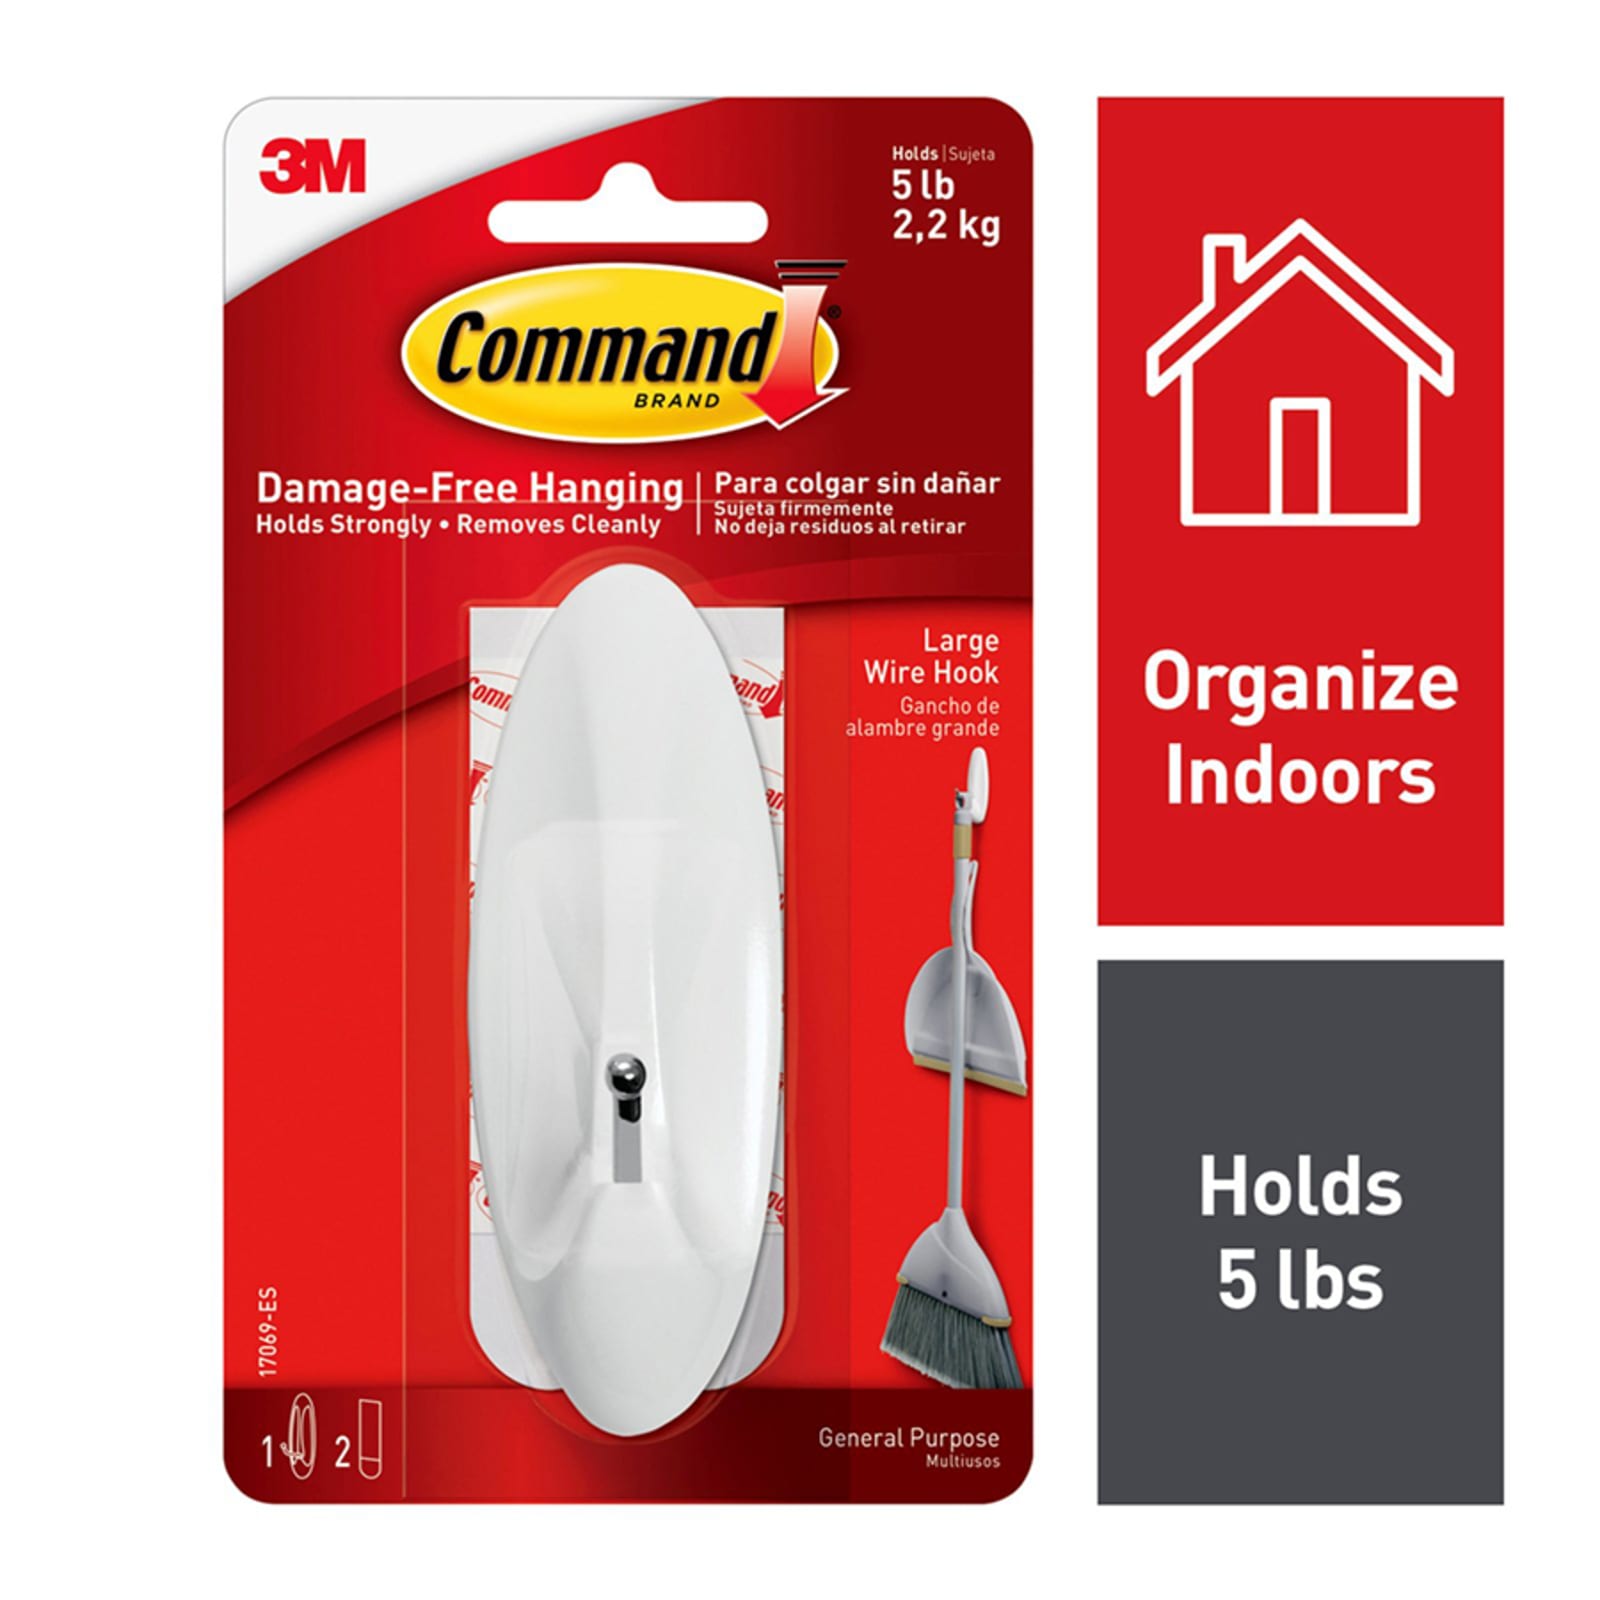 3M
Holds | Sujeta
5 lb
2,2 kg
Command
BRAND
Damage-Free Hanging
Holds Strongly • Removes Cleanly
Para colgar sin dañar
Sujeta firmemente
No deja residuos al retirar
Large
Wire Hook
Gancho de
alambre grande
17069-ES
1 2
General Purpose
Multiusos
Organize
Indoors
Holds
5 lbs